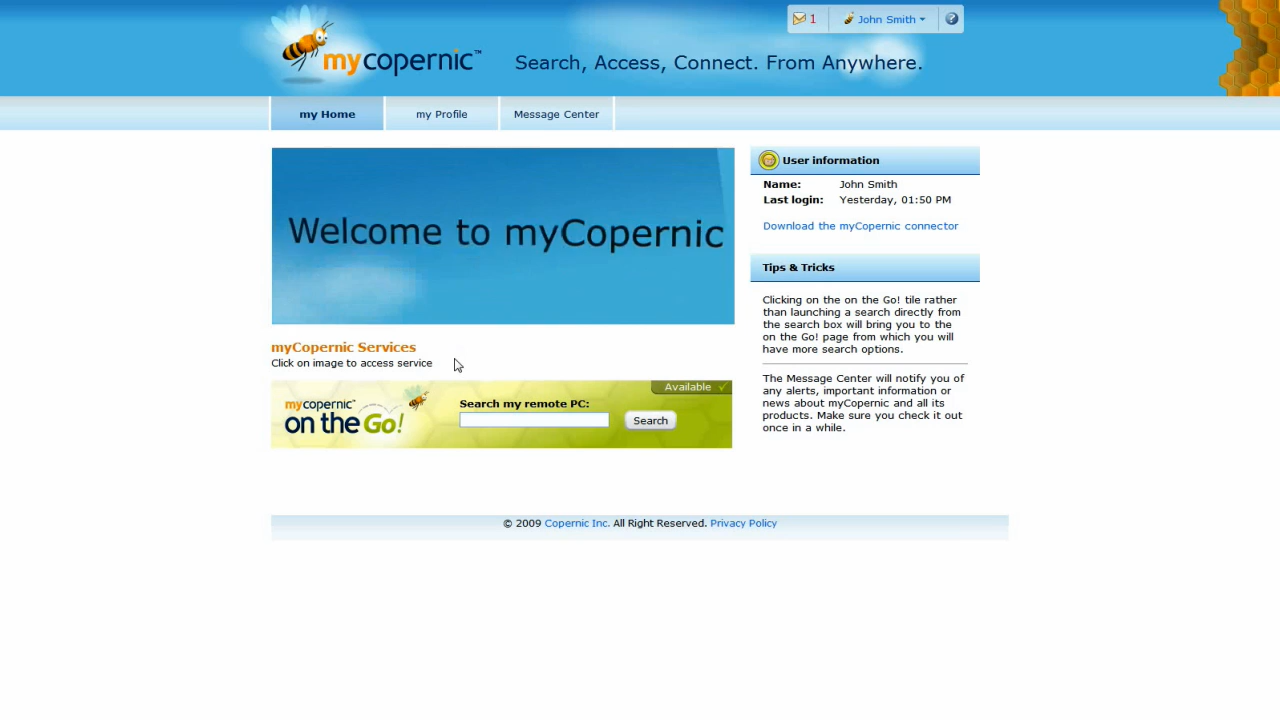 1
John Smith
?
mycopernic™
Search, Access, Connect. From Anywhere.
my Home
my Profile
Message Center
Welcome to myCopernic
myCopernic Services
Click on image to access service
Available ✓
mycopernic™
on the Go!
Search my remote PC:
Search
User information
Name: John Smith
Last login: Yesterday, 01:50 PM
Download the myCopernic connector
Tips & Tricks
Clicking on the on the Go! tile rather
than launching a search directly from
the search box will bring you to the
on the Go! page from which you will
have more search options.
The Message Center will notify you of
any alerts, important information or
news about myCopernic and all its
products. Make sure you check it out
once in a while.
© 2009 Copernic Inc. All Right Reserved. Privacy Policy